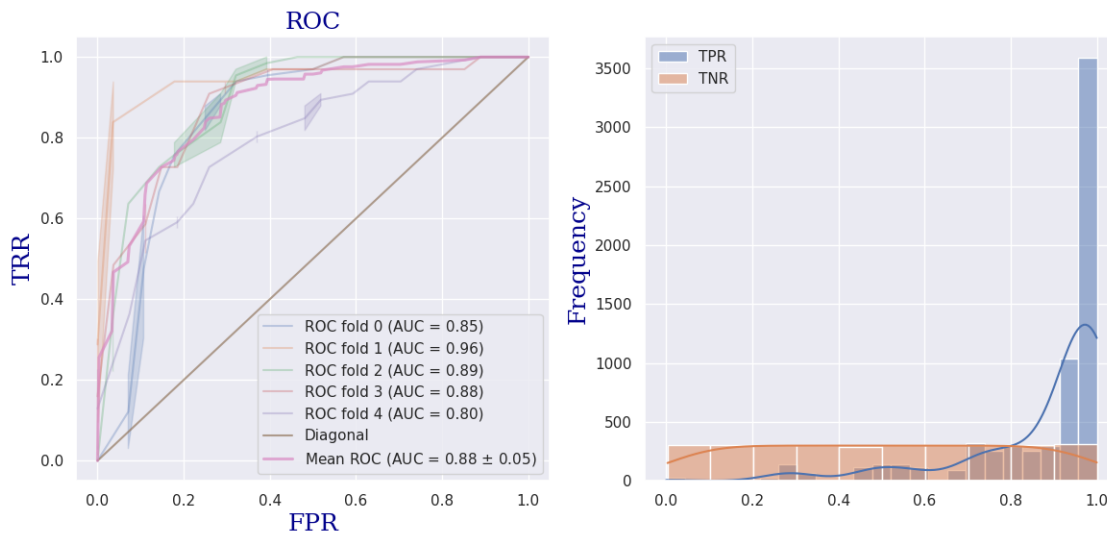 ROC
TRR
1.0
0.8
0.6
0.4
0.2
0.0
ROC fold 0 (AUC = 0.85)
ROC fold 1 (AUC = 0.96)
ROC fold 2 (AUC = 0.89)
ROC fold 3 (AUC = 0.88)
ROC fold 4 (AUC = 0.80)
Diagonal
Mean ROC (AUC = 0.88 ± 0.05)
0.0 0.2 0.4 0.6 0.8 1.0
FPR
Frequency
3500
3000
2500
2000
1500
1000
500
0
TPR
TNR
0.0 0.2 0.4 0.6 0.8 1.0